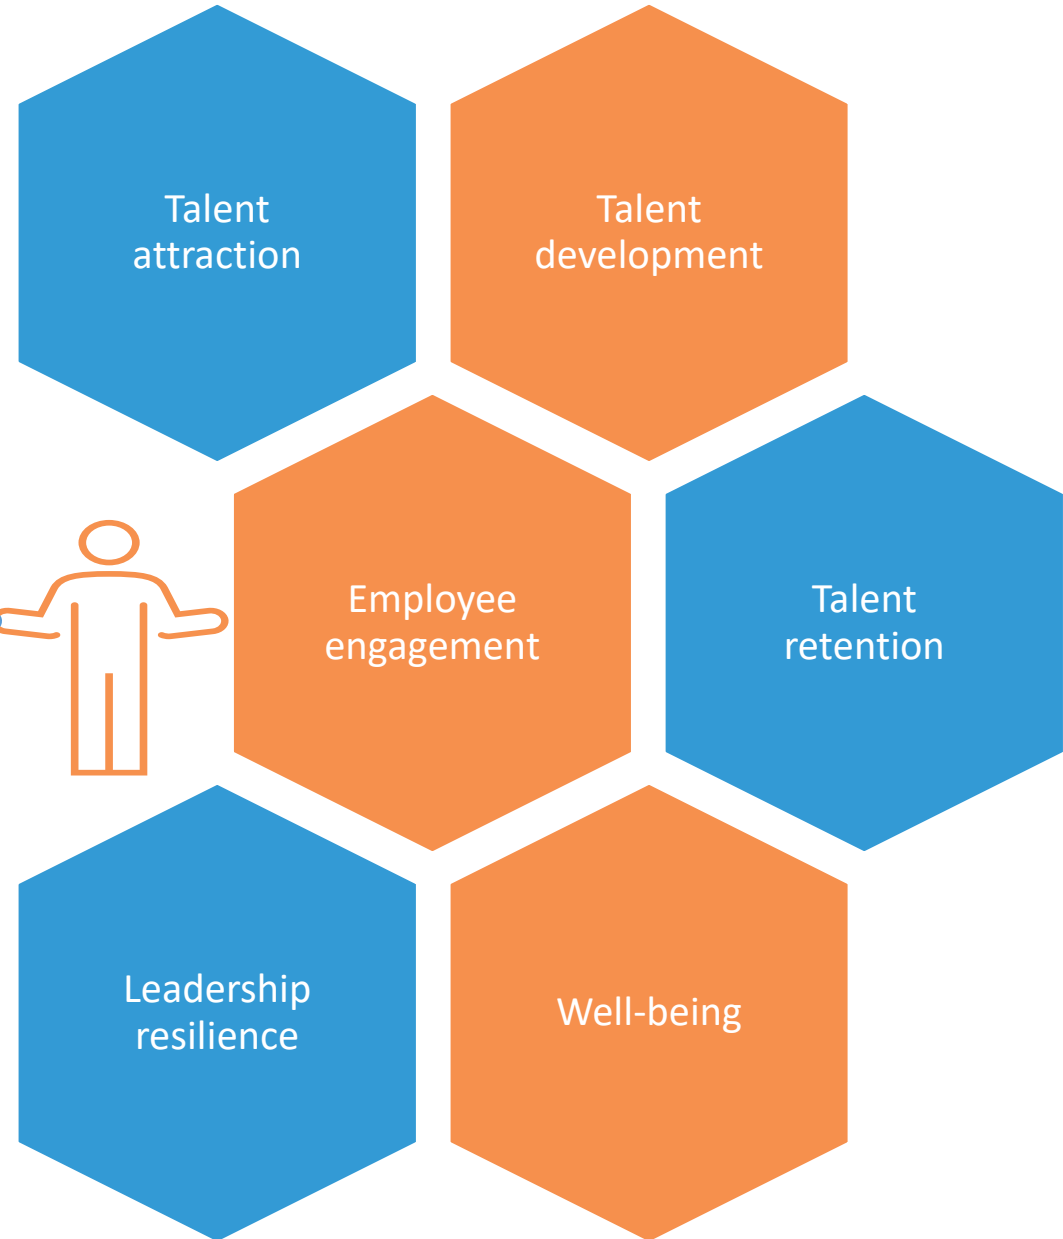 Talent
attraction
Talent
development
Employee
engagement
Talent
retention
Leadership
resilience
Well-being